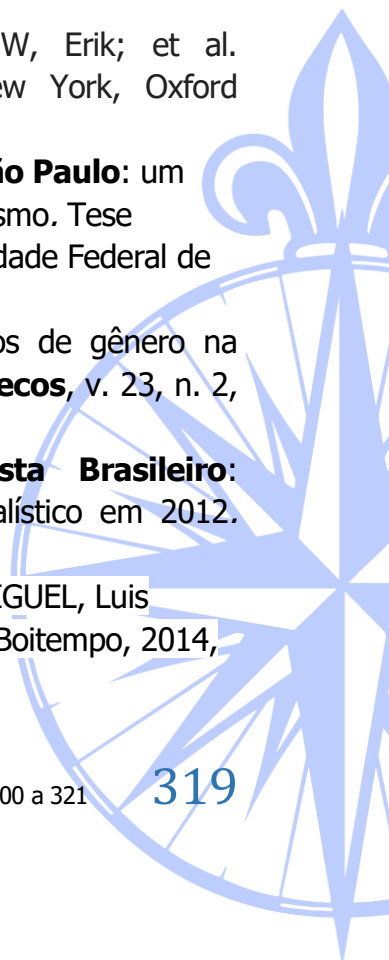 W, Erik; et al.
ew York, Oxford
ão Paulo: um
smo. Tese
dade Federal de
os de gênero na
ecos, v. 23, n. 2,
sta Brasileiro:
alístico em 2012.
IGUEL, Luis
Boitempo, 2014,
00 a 321 319